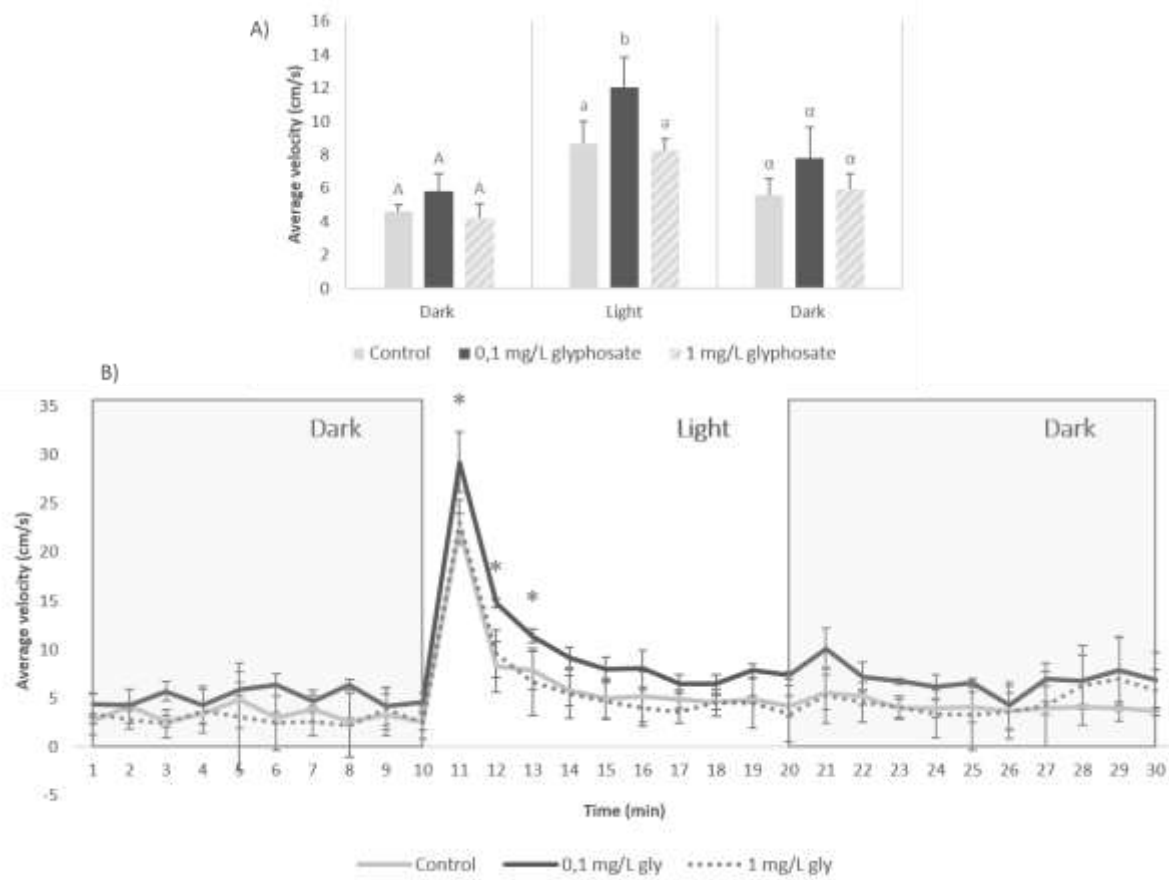 A)
Average velocity (cm/s)
16
14
12
10
8
6
4
2
0
A
A
A
a
b
a
α
α
α
Dark
Light
Dark
Control
0,1 mg/L glyphosate
1 mg/L glyphosate
B)
Average velocity (cm/s)
35
30
25
20
15
10
5
0
-5
Dark
Light
Dark
*
*
*
1 2 3 4 5 6 7 8 9 10 11 12 13 14 15 16 17 18 19 20 21 22 23 24 25 26 27 28 29 30
Time (min)
Control
0,1 mg/L gly
1 mg/L gly